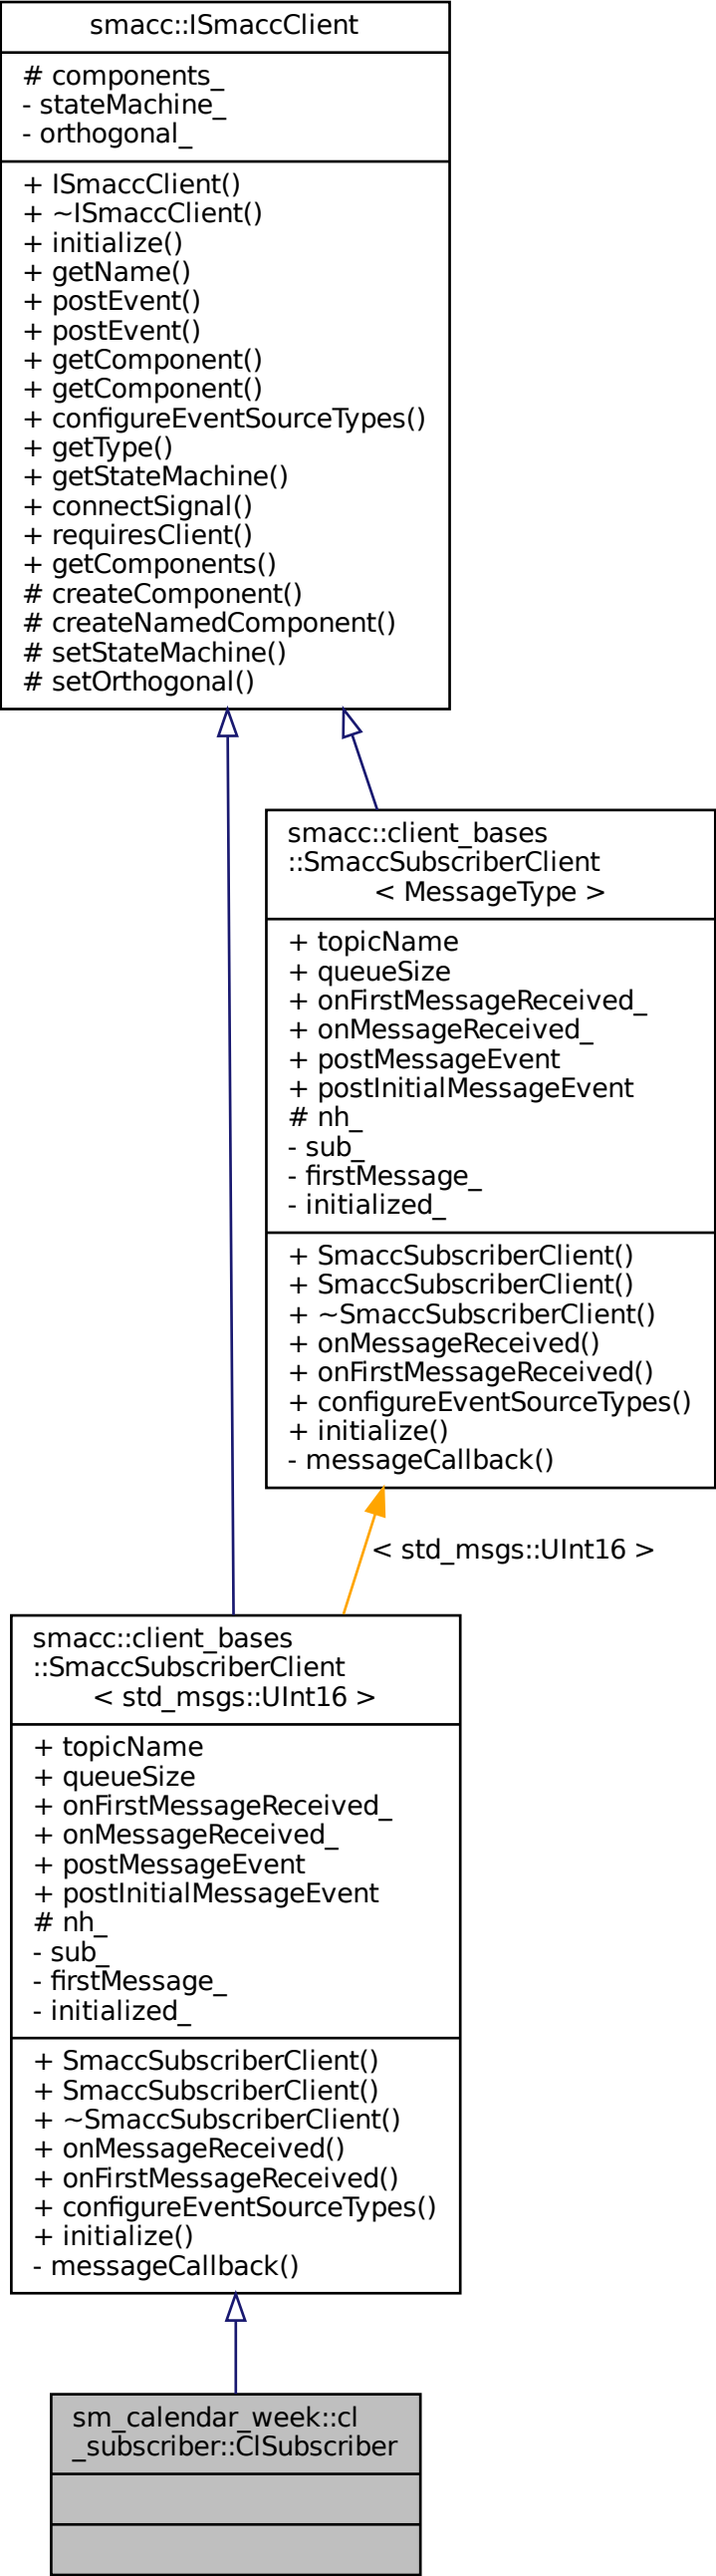 smacc::ISmaccClient
# components_
- stateMachine_
- orthogonal_
+ ISmaccClient()
+ ~ISmaccClient()
+ initialize()
+ getName()
+ postEvent()
+ postEvent()
+ getComponent()
+ getComponent()
+ configureEventSourceTypes()
+ getType()
+ getStateMachine()
+ connectSignal()
+ requiresClient()
+ getComponents()
# createComponent()
# createNamedComponent()
# setStateMachine()
# setOrthogonal()
smacc::client_bases
::SmaccSubscriberClient
< MessageType >
+ topicName
+ queueSize
+ onFirstMessageReceived_
+ onMessageReceived_
+ postMessageEvent
+ postInitialMessageEvent
# nh_
- sub_
- firstMessage_
- initialized_
+ SmaccSubscriberClient()
+ SmaccSubscriberClient()
+ ~SmaccSubscriberClient()
+ onMessageReceived()
+ onFirstMessageReceived()
+ configureEventSourceTypes()
+ initialize()
- messageCallback()
< std_msgs::UInt16 >
smacc::client_bases
::SmaccSubscriberClient
< std_msgs::UInt16 >
+ topicName
+ queueSize
+ onFirstMessageReceived_
+ onMessageReceived_
+ postMessageEvent
+ postInitialMessageEvent
# nh_
- sub_
- firstMessage_
- initialized_
+ SmaccSubscriberClient()
+ SmaccSubscriberClient()
+ ~SmaccSubscriberClient()
+ onMessageReceived()
+ onFirstMessageReceived()
+ configureEventSourceTypes()
+ initialize()
- messageCallback()
sm_calendar_week::cl
_subscriber::ClSubscriber